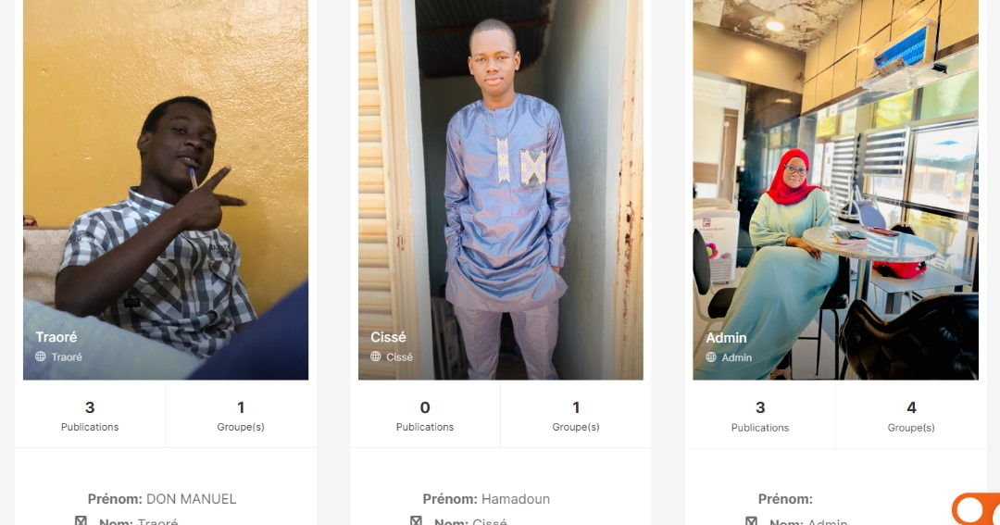 Traoré
Traoré
3
Publications
1
Groupe(s)
Prénom: DON MANUEL
Nom: Traoré
Cissé
Cissé
0
Publications
1
Groupe(s)
Prénom: Hamadoun
Nom: Cissé
Admin
Admin
3
Publications
4
Groupe(s)
Prénom:
Nom: Admin